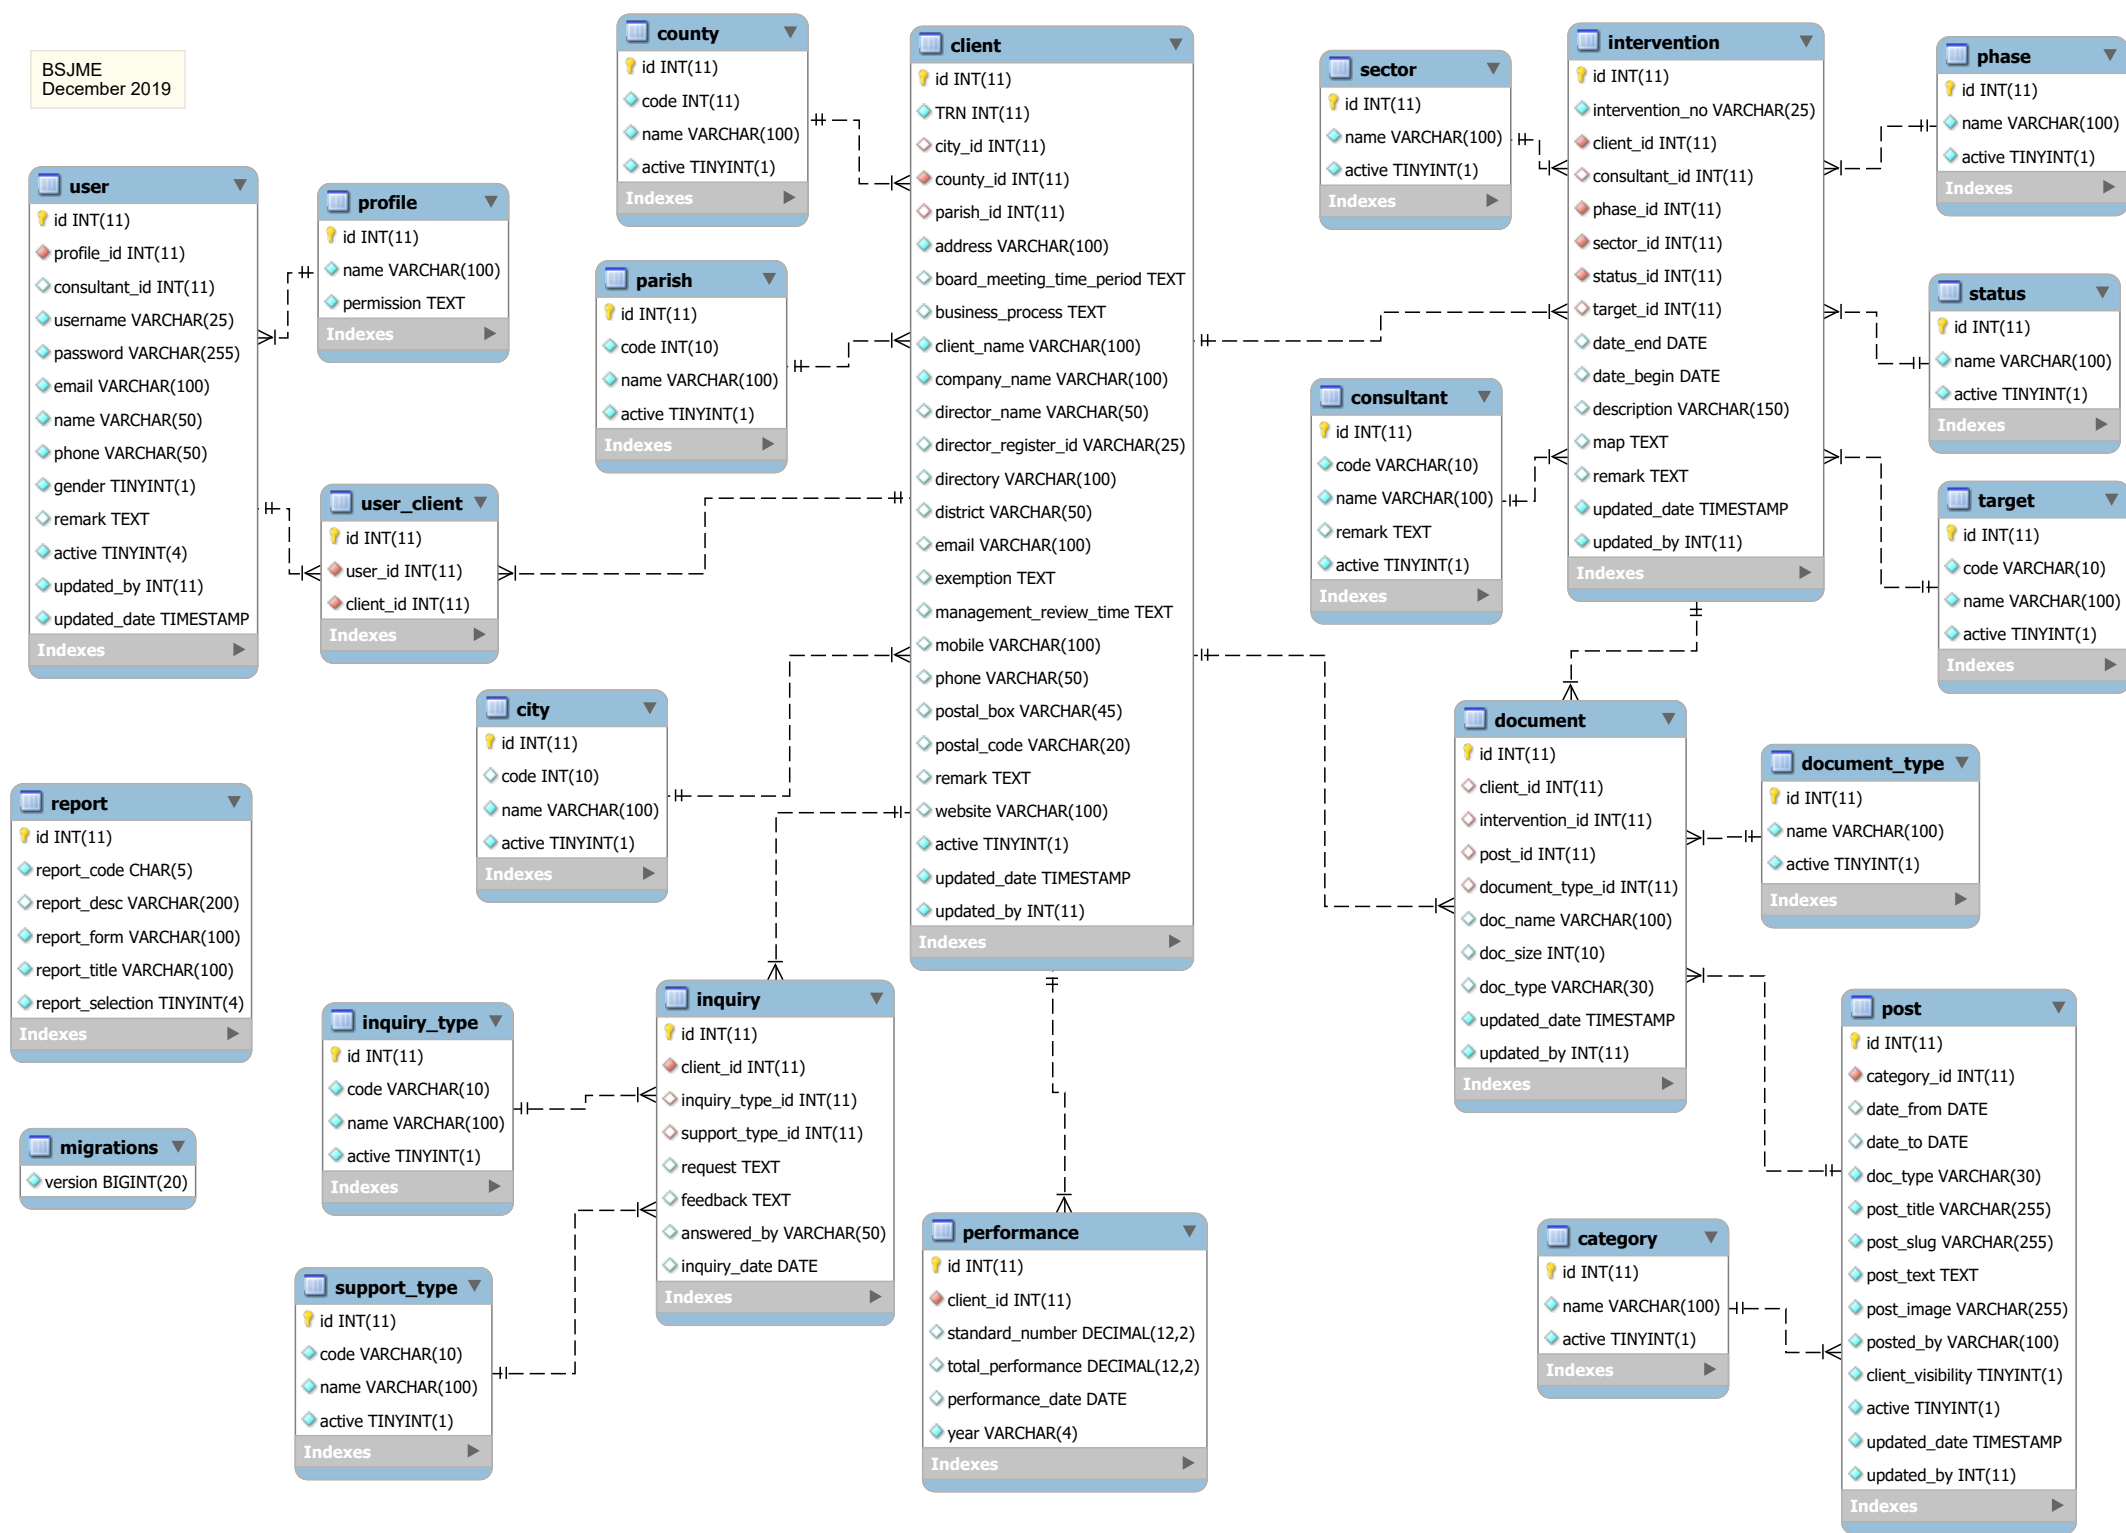 BSJME
December 2019
user
id INT(11)
profile_id INT(11)
consultant_id INT(11)
username VARCHAR(25)
password VARCHAR(255)
email VARCHAR(100)
name VARCHAR(50)
phone VARCHAR(50)
gender TINYINT(1)
remark TEXT
active TINYINT(4)
updated_by INT(11)
updated_date TIMESTAMP
Indexes
profile
id INT(11)
name VARCHAR(100)
permission TEXT
Indexes
user_client
id INT(11)
user_id INT(11)
client_id INT(11)
Indexes
county
id INT(11)
code INT(11)
name VARCHAR(100)
active TINYINT(1)
Indexes
parish
id INT(11)
code INT(10)
name VARCHAR(100)
active TINYINT(1)
Indexes
city
id INT(11)
code INT(10)
name VARCHAR(100)
active TINYINT(1)
Indexes
client
id INT(11)
TRN INT(11)
city_id INT(11)
county_id INT(11)
parish_id INT(11)
address VARCHAR(100)
board_meeting_time_period TEXT
business_process TEXT
client_name VARCHAR(100)
company_name VARCHAR(100)
director_name VARCHAR(50)
director_register_id VARCHAR(25)
directory VARCHAR(100)
district VARCHAR(50)
email VARCHAR(100)
exemption TEXT
management_review_time TEXT
mobile VARCHAR(100)
phone VARCHAR(50)
postal_box VARCHAR(45)
postal_code VARCHAR(20)
remark TEXT
website VARCHAR(100)
active TINYINT(1)
updated_date TIMESTAMP
updated_by INT(11)
Indexes
sector
id INT(11)
name VARCHAR(100)
active TINYINT(1)
Indexes
consultant
id INT(11)
code VARCHAR(10)
name VARCHAR(100)
remark TEXT
active TINYINT(1)
Indexes
intervention
id INT(11)
intervention_no VARCHAR(25)
client_id INT(11)
consultant_id INT(11)
phase_id INT(11)
sector_id INT(11)
status_id INT(11)
target_id INT(11)
date_end DATE
date_begin DATE
description VARCHAR(150)
map TEXT
remark TEXT
updated_date TIMESTAMP
updated_by INT(11)
Indexes
phase
id INT(11)
name VARCHAR(100)
active TINYINT(1)
Indexes
status
id INT(11)
name VARCHAR(100)
active TINYINT(1)
Indexes
target
id INT(11)
code VARCHAR(10)
name VARCHAR(100)
active TINYINT(1)
Indexes
document
id INT(11)
client_id INT(11)
intervention_id INT(11)
post_id INT(11)
document_type_id INT(11)
doc_name VARCHAR(100)
doc_size INT(10)
doc_type VARCHAR(30)
updated_date TIMESTAMP
updated_by INT(11)
Indexes
document_type
id INT(11)
name VARCHAR(100)
active TINYINT(1)
Indexes
report
id INT(11)
report_code CHAR(5)
report_desc VARCHAR(200)
report_form VARCHAR(100)
report_title VARCHAR(100)
report_selection TINYINT(4)
Indexes
migrations
version BIGINT(20)
inquiry_type
id INT(11)
code VARCHAR(10)
name VARCHAR(100)
active TINYINT(1)
Indexes
support_type
id INT(11)
code VARCHAR(10)
name VARCHAR(100)
active TINYINT(1)
Indexes
inquiry
id INT(11)
client_id INT(11)
inquiry_type_id INT(11)
support_type_id INT(11)
request TEXT
feedback TEXT
answered_by VARCHAR(50)
inquiry_date DATE
Indexes
performance
id INT(11)
client_id INT(11)
standard_number DECIMAL(12,2)
total_performance DECIMAL(12,2)
performance_date DATE
year VARCHAR(4)
Indexes
category
id INT(11)
name VARCHAR(100)
active TINYINT(1)
Indexes
post
id INT(11)
category_id INT(11)
date_from DATE
date_to DATE
doc_type VARCHAR(30)
post_title VARCHAR(255)
post_slug VARCHAR(255)
post_text TEXT
post_image VARCHAR(255)
posted_by VARCHAR(100)
client_visibility TINYINT(1)
active TINYINT(1)
updated_date TIMESTAMP
updated_by INT(11)
Indexes